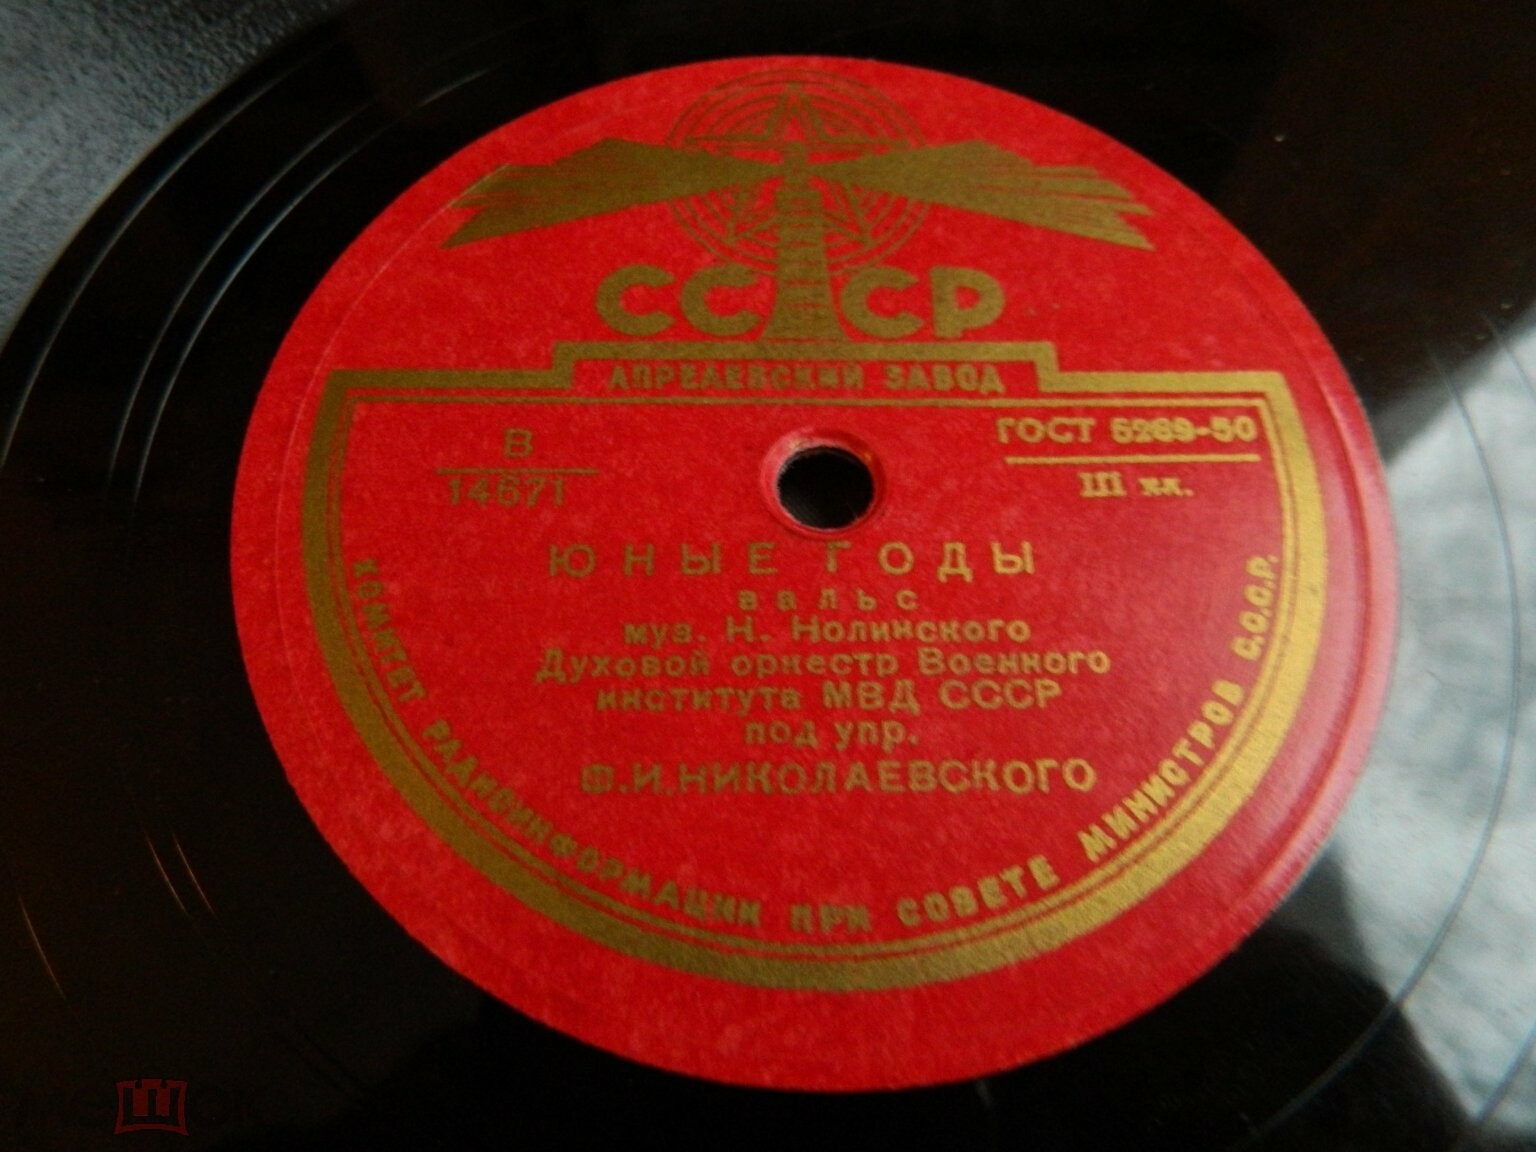 СССР
АПРЕЛЕВСКИЙ ЗАВОД
В
14671
ГОСТ 5289-50
III кл.
ЮНЫЕ ГОДЫ
вальс
муз. Н. Нолинского
Духовой оркестр Военного
института МВД СССР
под упр.
Ф.И.НИКОЛАЕВСКОГО
КОМИТЕТ РАДИОИНФОРМАЦИИ ПРИ СОВЕТЕ МИНИСТРОВ С.С.С.Р.
мешок